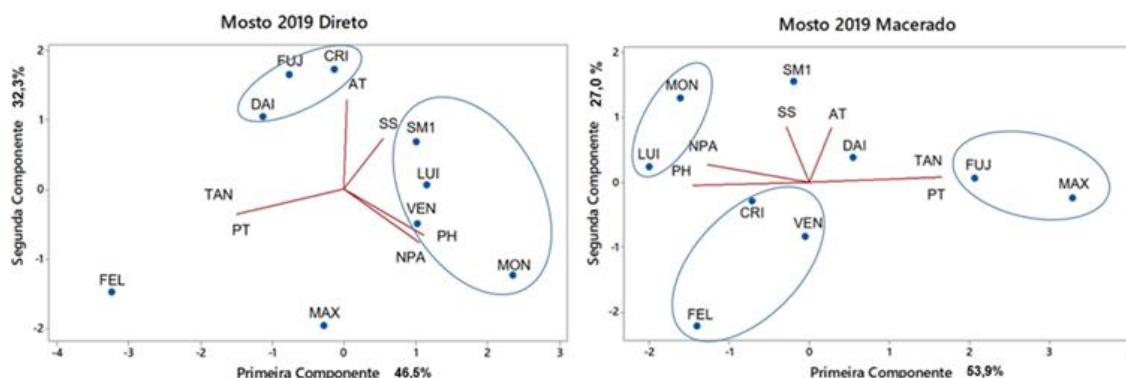 Mosto 2019 Direto
2
1
0
-1
-2
Segunda Componente 32,3%
FUJ
CRI
DAI
AT
SS
SM1
LUI
TAN
PT
VEN
PH
NPA
MON
FEL
MAX
-4 -3 -2 -1 0 1 2 3
Primeira Componente 46,5%
Mosto 2019 Macerado
2
1
0
-1
-2
Segunda Componente 27,0 %
SM1
MON
SS
AT
DAI
LUI
NPA
PH
TAN
PT
FUJ
MAX
CRI
VEN
FEL
-2 -1 0 1 2 3
Primeira Componente 53,9%